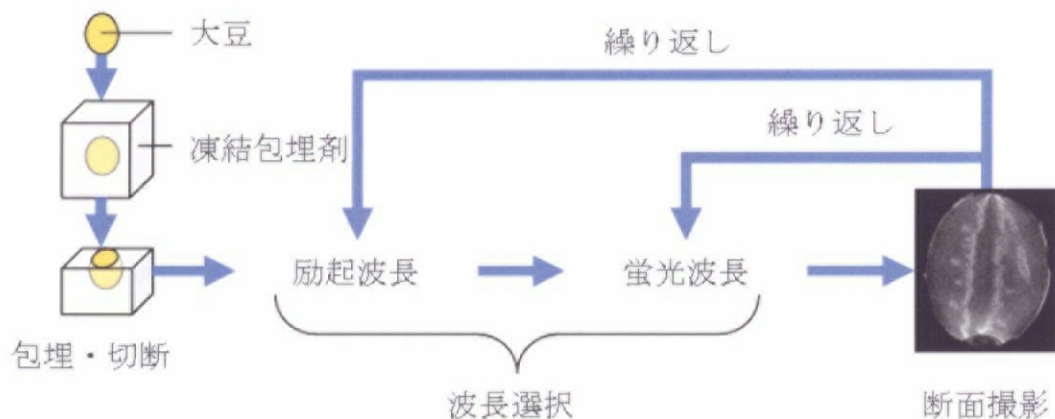 大豆
繰り返し
繰り返し
凍結包埋剤
励起波長
蛍光波長
包埋・切断
波長選択
断面撮影